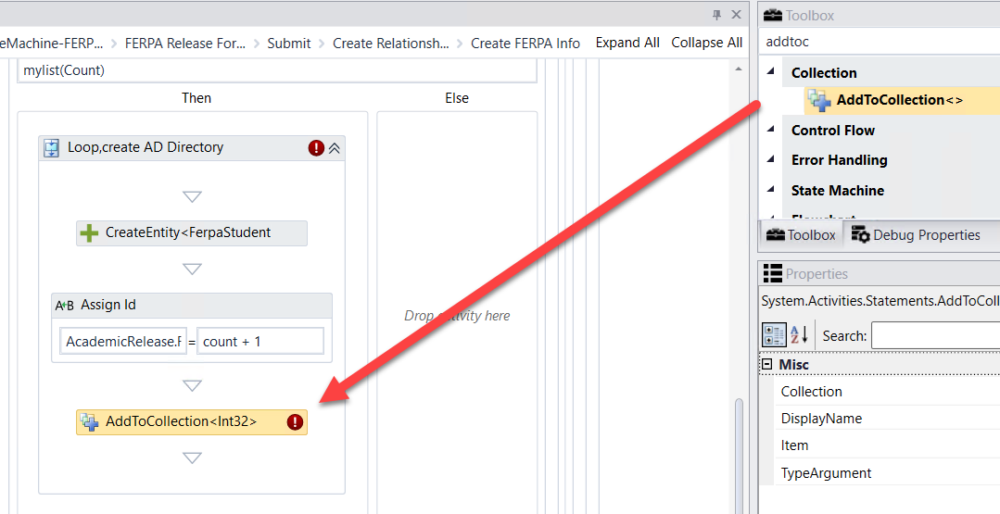 eMachine-FERP... > FERPA Release For... > Submit > Create Relationsh... > Create FERPA Info Expand All Collapse All
mylist(Count)
Then
Else
Loop,create AD Directory
CreateEntity<FerpaStudent
A+B Assign Id
AcademicRelease.F = count + 1
AddToCollection<Int32>
Drop activity here
Toolbox
addtoc
Collection
AddToCollection<>
Control Flow
Error Handling
State Machine
Flowchart
Toolbox Debug Properties
Properties
System.Activities.Statements.AddToColl
Search:
Misc
Collection
DisplayName
Item
TypeArgument